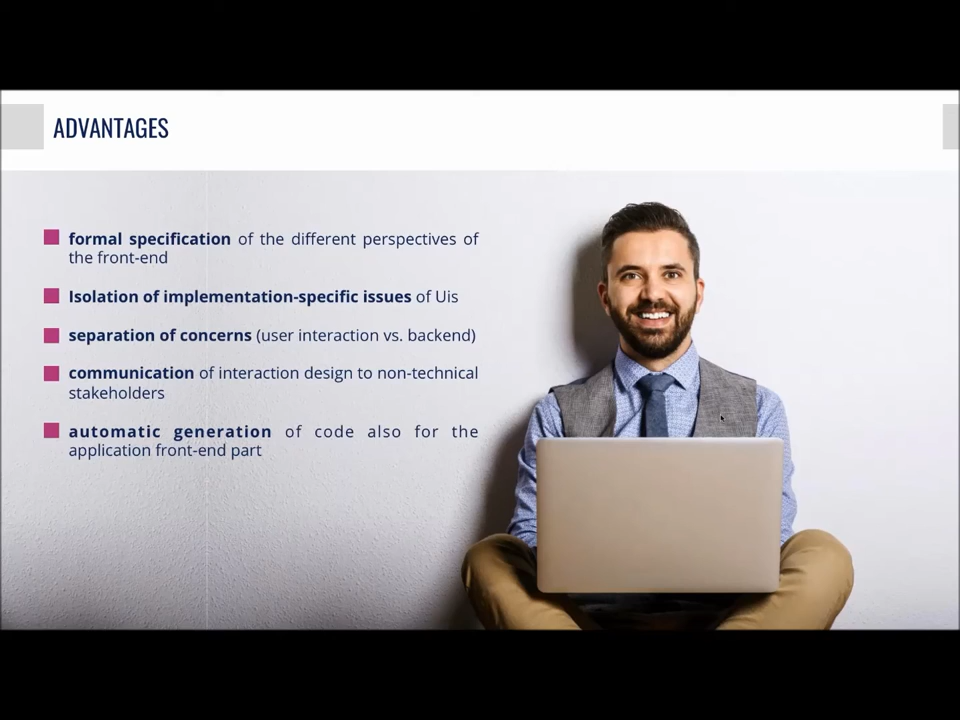 ADVANTAGES
formal specification of the different perspectives of
the front-end
Isolation of implementation-specific issues of Uis
separation of concerns (user interaction vs. backend)
communication of interaction design to non-technical
stakeholders
automatic generation of code also for the
application front-end part